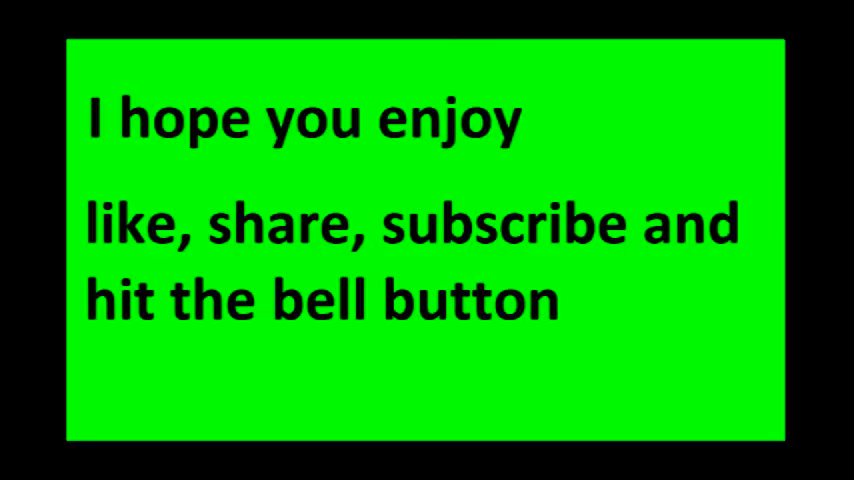 I hope you enjoy
like, share, subscribe and
hit the bell button